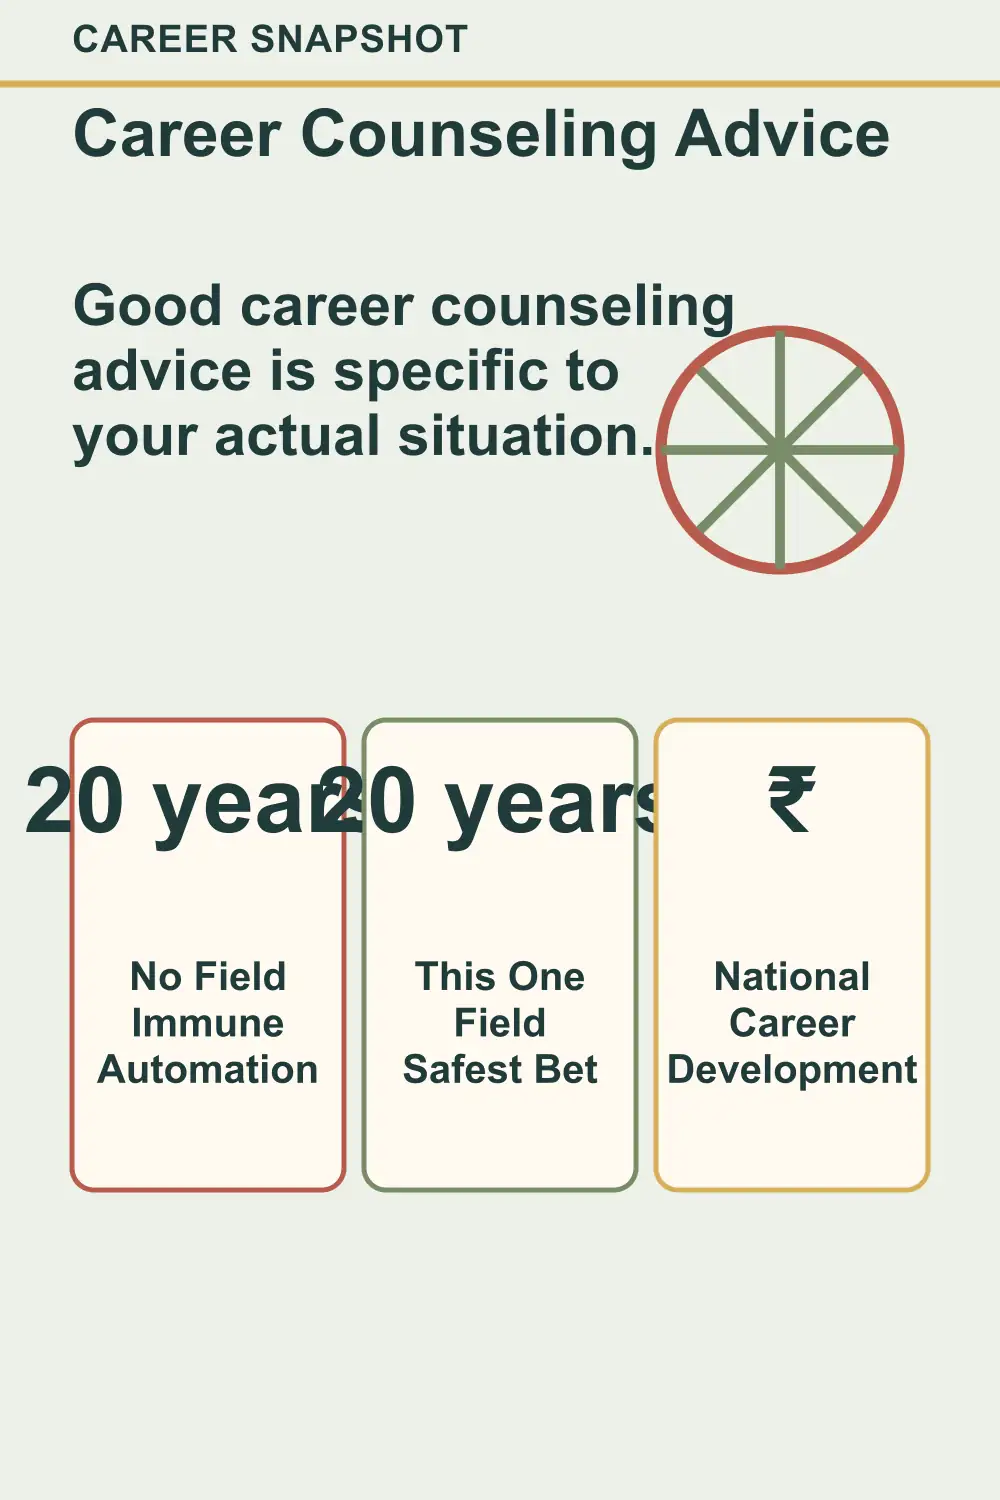 CAREER SNAPSHOT
Career Counseling Advice
Good career counseling
advice is specific to
your actual situation.
20 years
20 years
₹
No Field
Immune
Automation
This One
Field
Safest Bet
National
Career
Development